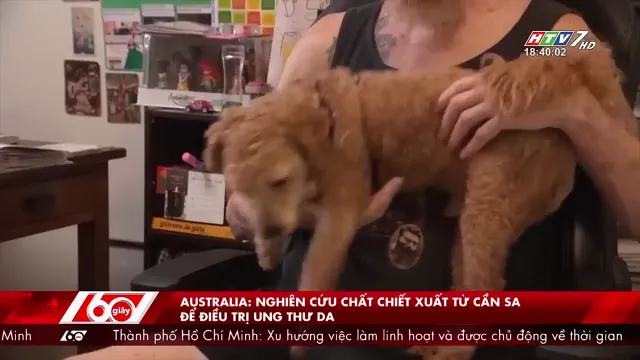 HTV7 HD
18:40:02
60 giây
AUSTRALIA: NGHIÊN CỨU CHẤT CHIẾT XUẤT TỪ CẦN SA
ĐỂ ĐIỀU TRỊ UNG THƯ DA
Minh
60 giây
Thành phố Hồ Chí Minh: Xu hướng việc làm linh hoạt và được chủ động về thời gian